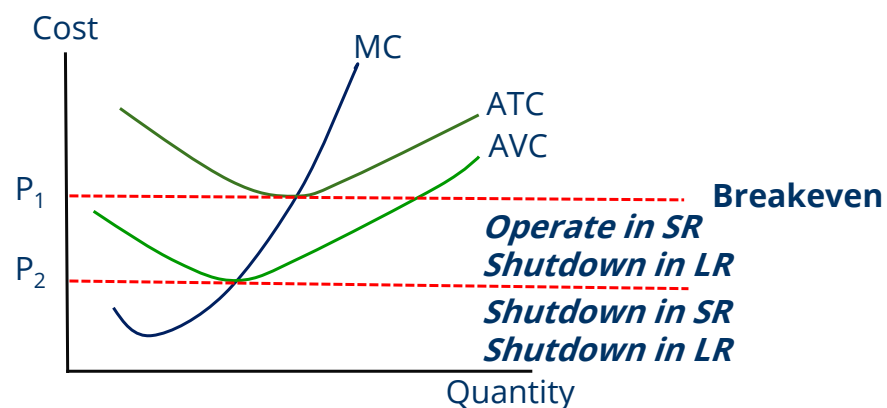 Cost
MC
ATC
AVC
P1
Breakeven
Operate in SR
Shutdown in LR
P2
Shutdown in SR
Shutdown in LR
Quantity